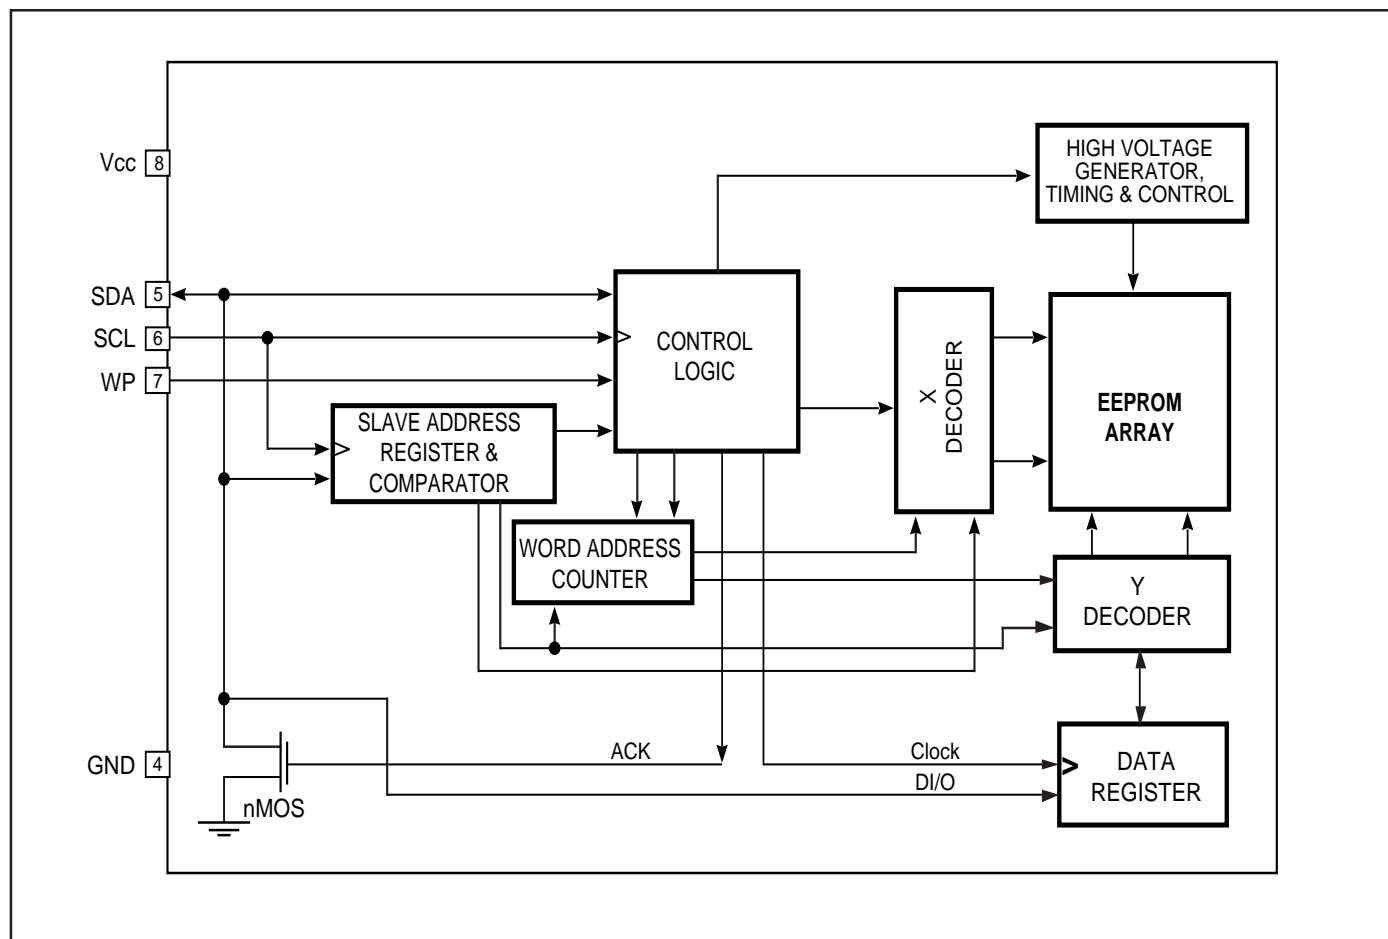 Vcc 8
HIGH VOLTAGE
GENERATOR,
TIMING & CONTROL
SDA 5
SCL 6
WP 7
CONTROL
LOGIC
X
DECODER
EEPROM
ARRAY
SLAVE ADDRESS
REGISTER &
COMPARATOR
WORD ADDRESS
COUNTER
Y
DECODER
GND 4
nMOS
ACK
Clock
DI/O
DATA
REGISTER